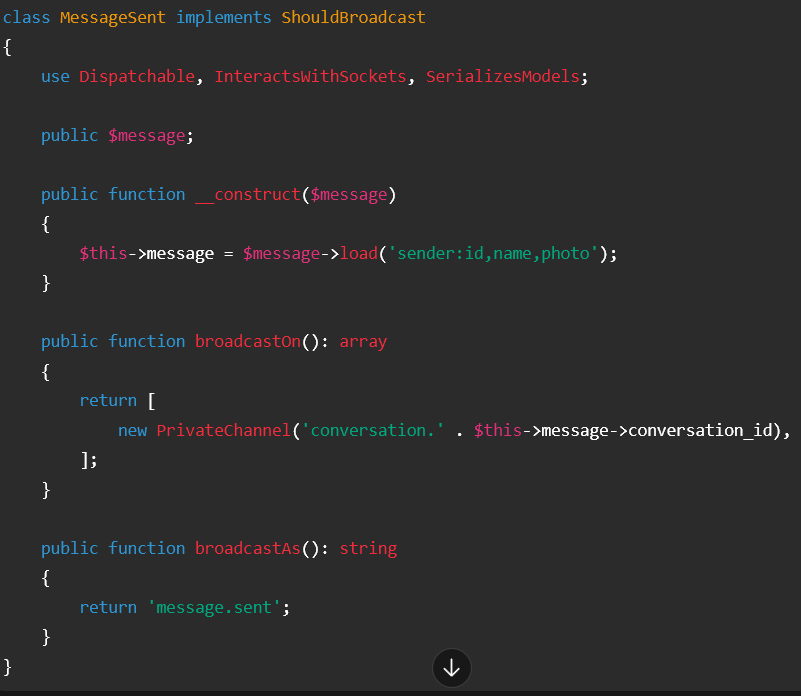 class MessageSent implements ShouldBroadcast
{
    use Dispatchable, InteractsWithSockets, SerializesModels;

    public $message;

    public function __construct($message)
    {
        $this->message = $message->load('sender:id,name,photo');
    }

    public function broadcastOn(): array
    {
        return [
            new PrivateChannel('conversation.' . $this->message->conversation_id),
        ];
    }

    public function broadcastAs(): string
    {
        return 'message.sent';
    }
}